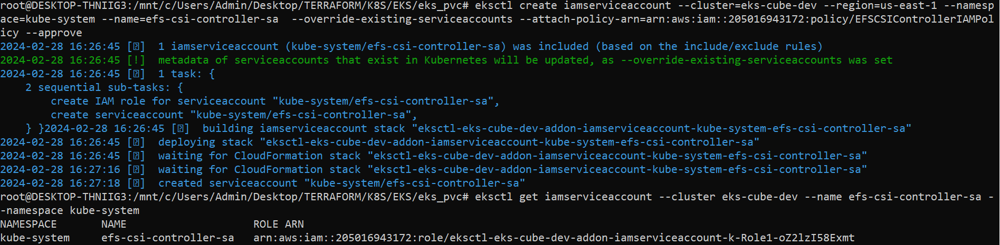 root@DESKTOP-THNIIG3:/mnt/c/Users/Admin/Desktop/TERRAFORM/K8S/EKS/eks_pvc# eksctl create iamserviceaccount --cluster=eks-cube-dev --region=us-east-1 --namesp
ace=kube-system --name=efs-csi-controller-sa  --override-existing-serviceaccounts --attach-policy-arn=arn:aws:iam::205016943172:policy/EFSCSIControllerIAMPol
icy --approve
2024-02-28 16:26:45 [⍰]  1 iamserviceaccount (kube-system/efs-csi-controller-sa) was included (based on the include/exclude rules)
2024-02-28 16:26:45 [!]  metadata of serviceaccounts that exist in Kubernetes will be updated, as --override-existing-serviceaccounts was set
2024-02-28 16:26:45 [⍰]  1 task: {
    2 sequential sub-tasks: {
        create IAM role for serviceaccount "kube-system/efs-csi-controller-sa",
        create serviceaccount "kube-system/efs-csi-controller-sa",
    } }2024-02-28 16:26:45 [⍰]  building iamserviceaccount stack "eksctl-eks-cube-dev-addon-iamserviceaccount-kube-system-efs-csi-controller-sa"
2024-02-28 16:26:45 [⍰]  deploying stack "eksctl-eks-cube-dev-addon-iamserviceaccount-kube-system-efs-csi-controller-sa"
2024-02-28 16:26:45 [⍰]  waiting for CloudFormation stack "eksctl-eks-cube-dev-addon-iamserviceaccount-kube-system-efs-csi-controller-sa"
2024-02-28 16:27:16 [⍰]  waiting for CloudFormation stack "eksctl-eks-cube-dev-addon-iamserviceaccount-kube-system-efs-csi-controller-sa"
2024-02-28 16:27:18 [⍰]  created serviceaccount "kube-system/efs-csi-controller-sa"
root@DESKTOP-THNIIG3:/mnt/c/Users/Admin/Desktop/TERRAFORM/K8S/EKS/eks_pvc# eksctl get iamserviceaccount --cluster eks-cube-dev --name efs-csi-controller-sa -
-namespace kube-system
NAMESPACE       NAME                    ROLE ARN
kube-system     efs-csi-controller-sa   arn:aws:iam::205016943172:role/eksctl-eks-cube-dev-addon-iamserviceaccount-k-Role1-oZ2lzI58Exmt